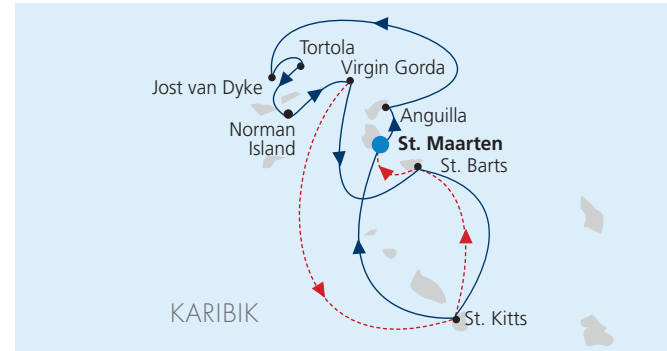 Tortola
Virgin Gorda
Jost van Dyke
Anguilla
Norman
Island
St. Maarten
St. Barts
KARIBIK
St. Kitts